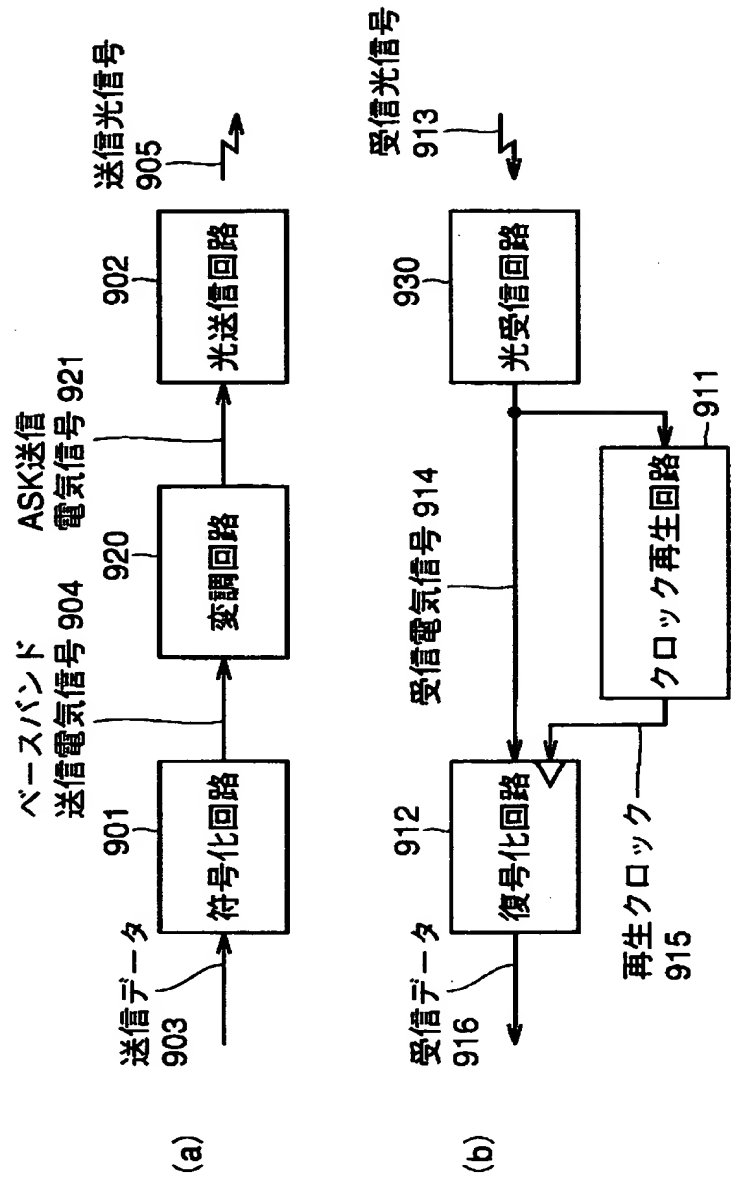 (a)
送信データ
903
符号化回路
901
ベースバンド
送信電気信号 904
変調回路
920
ASK送信
電気信号 921
光送信回路
902
送信光信号
905
(b)
受信データ
916
復号化回路
912
再生クロック
915
受信電気信号 914
クロック再生回路
911
光受信回路
930
受信光信号
913